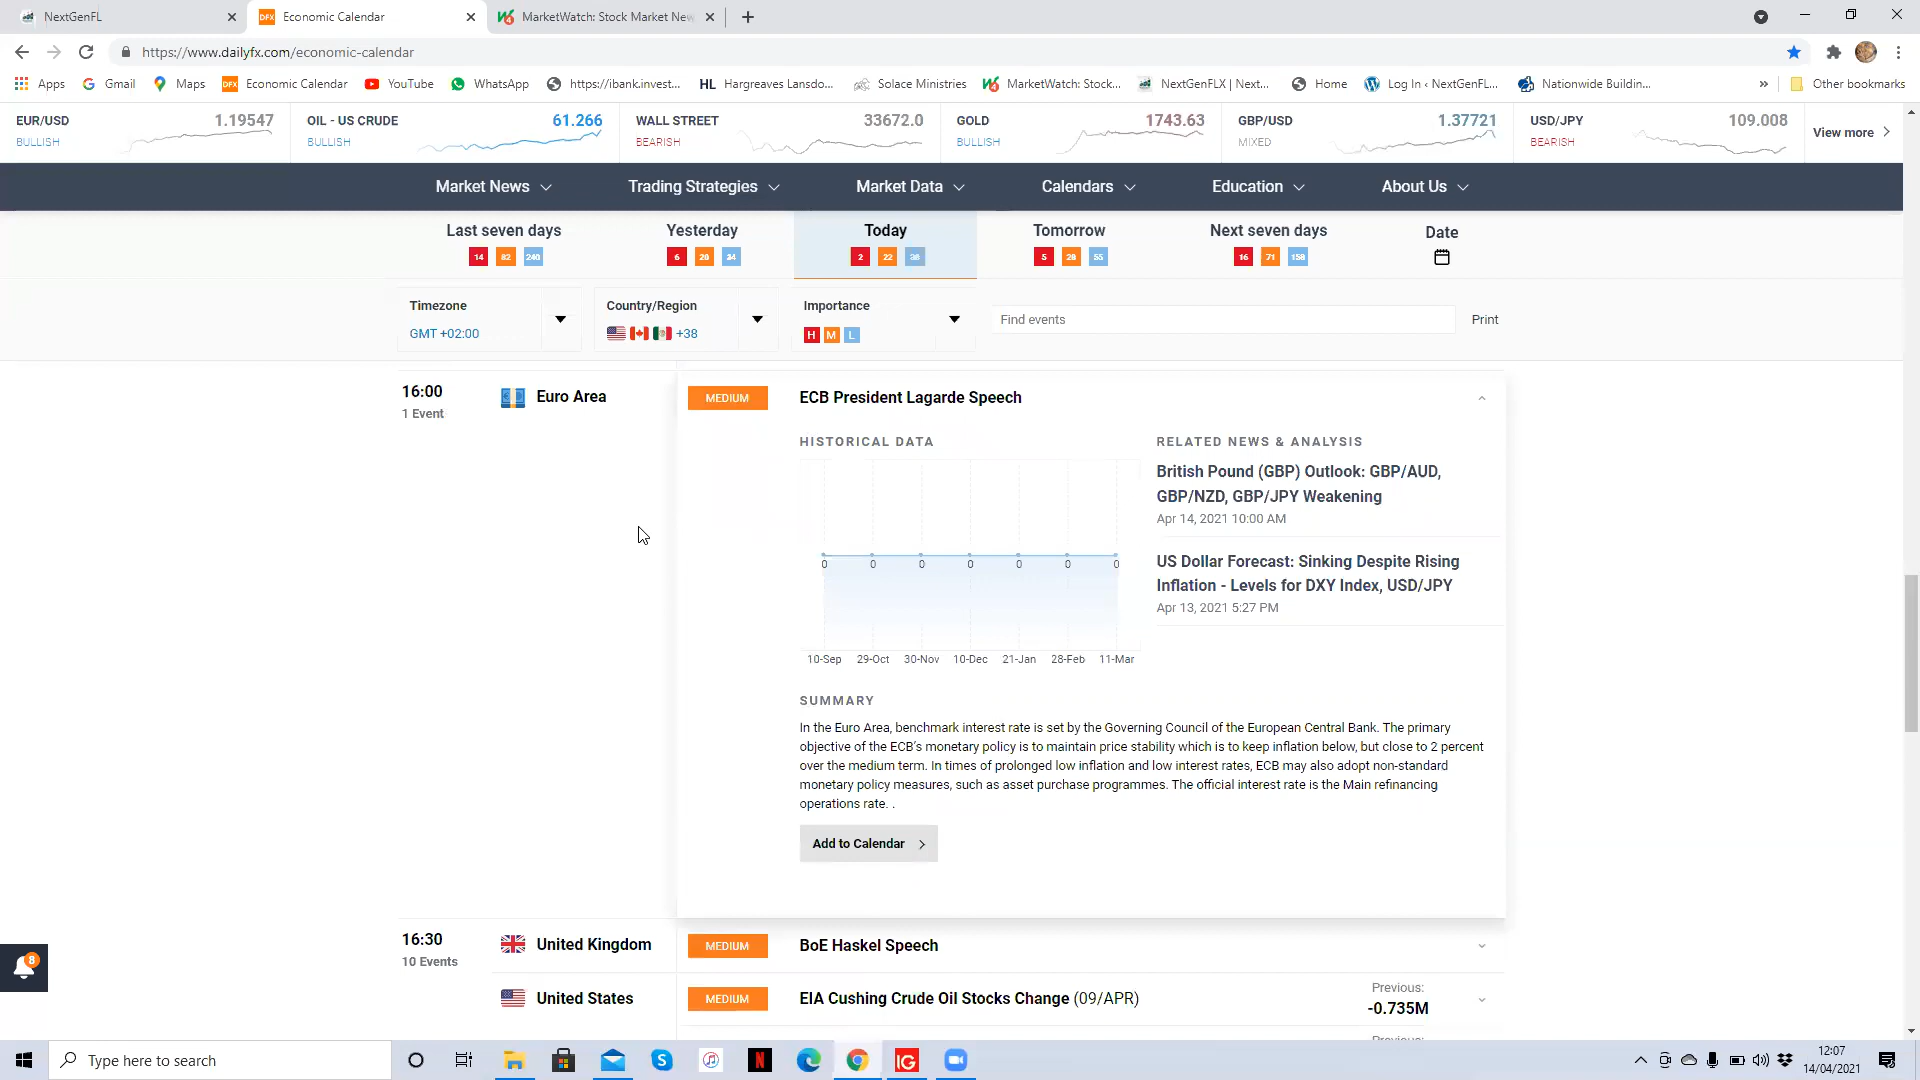 NextGenFL
Economic Calendar
MarketWatch: Stock Market New
https://www.dailyfx.com/economic-calendar
Apps
Gmail
Maps
Economic Calendar
YouTube
WhatsApp
https://ibank.invest...
HL Hargreaves Lansdo...
Solace Ministries
MarketWatch: Stock...
NextGenFLX | Next...
Home
Log In ‹ NextGenFL...
Nationwide Buildin...
»
Other bookmarks
EUR/USD 1.19547
BULLISH
OIL - US CRUDE 61.266
BULLISH
WALL STREET 33672.0
BEARISH
GOLD 1743.63
BULLISH
GBP/USD 1.37721
MIXED
USD/JPY 109.008
BEARISH
View more
Market News
Trading Strategies
Market Data
Calendars
Education
About Us
Last seven days
14 82 240
Yesterday
6 20 34
Today
2 22 38
Tomorrow
5 28 55
Next seven days
16 71 158
Date
Timezone
GMT +02:00
Country/Region
+38
Importance
H M L
Find events
Print
16:00
1 Event
Euro Area
MEDIUM
ECB President Lagarde Speech
HISTORICAL DATA
0 0 0 0 0 0 0
10-Sep 29-Oct 30-Nov 10-Dec 21-Jan 28-Feb 11-Mar
RELATED NEWS & ANALYSIS
British Pound (GBP) Outlook: GBP/AUD,
GBP/NZD, GBP/JPY Weakening
Apr 14, 2021 10:00 AM
US Dollar Forecast: Sinking Despite Rising
Inflation - Levels for DXY Index, USD/JPY
Apr 13, 2021 5:27 PM
SUMMARY
In the Euro Area, benchmark interest rate is set by the Governing Council of the European Central Bank. The primary
objective of the ECB's monetary policy is to maintain price stability which is to keep inflation below, but close to 2 percent
over the medium term. In times of prolonged low inflation and low interest rates, ECB may also adopt non-standard
monetary policy measures, such as asset purchase programmes. The official interest rate is the Main refinancing
operations rate. .
Add to Calendar
16:30
10 Events
United Kingdom
MEDIUM
BoE Haskel Speech
United States
MEDIUM
EIA Cushing Crude Oil Stocks Change (09/APR)
Previous:
-0.735M
8
Type here to search
N
IG
12:07
14/04/2021